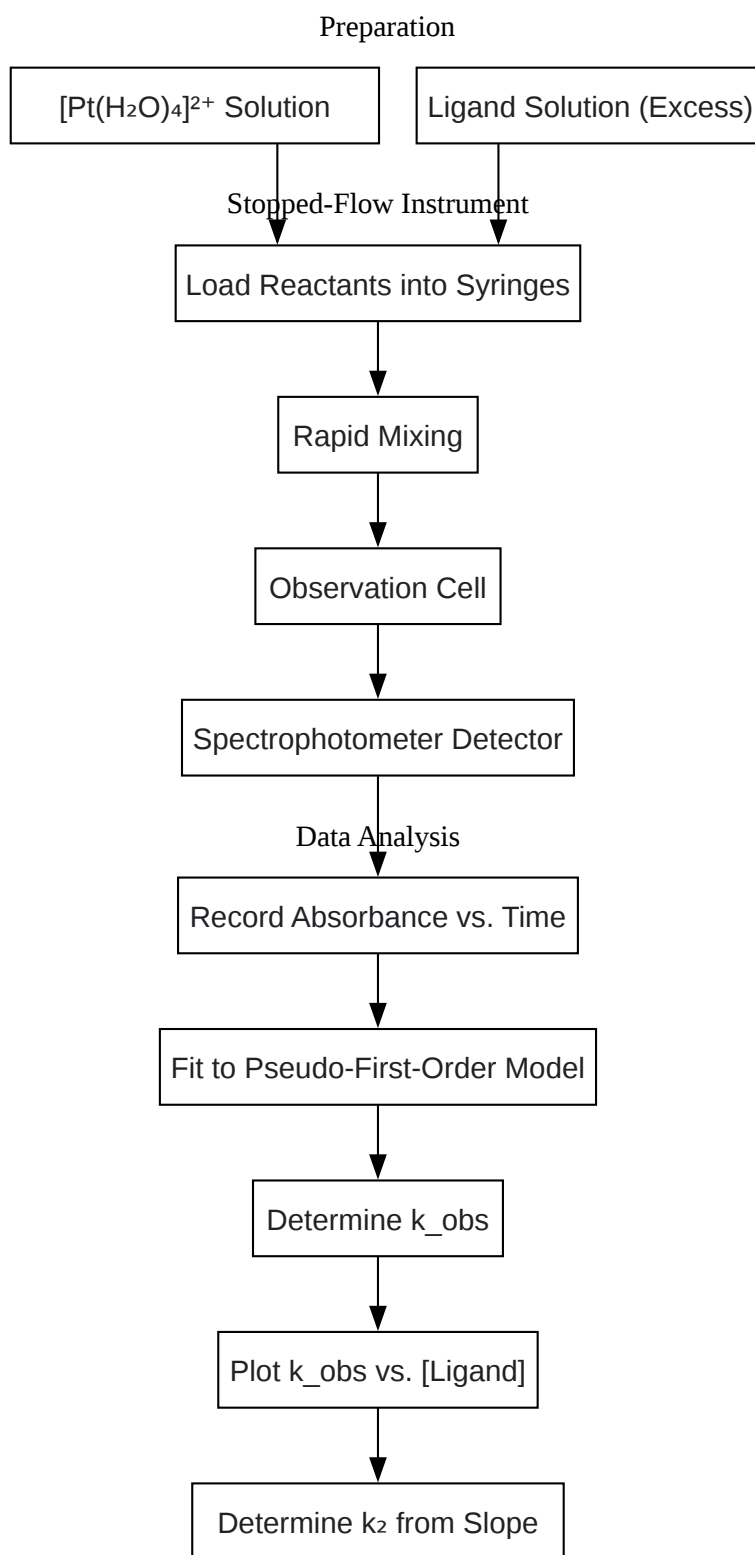 Preparation
[Pt(H₂O)₄]²⁺ Solution
Ligand Solution (Excess)
Stopped-Flow Instrument
Load Reactants into Syringes
Rapid Mixing
Observation Cell
Spectrophotometer Detector
Data Analysis
Record Absorbance vs. Time
Fit to Pseudo-First-Order Model
Determine k_obs
Plot k_obs vs. [Ligand]
Determine k₂ from Slope